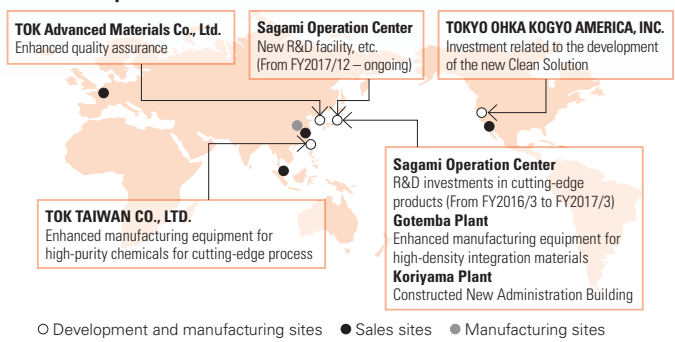 TOK Advanced Materials Co., Ltd.
Enhanced quality assurance
Sagami Operation Center
New R&D facility, etc.
(From FY2017/12 – ongoing)
TOKYO OHKA KOGYO AMERICA, INC.
Investment related to the development
of the new Clean Solution
TOK TAIWAN CO., LTD.
Enhanced manufacturing equipment for
high-purity chemicals for cutting-edge process
Sagami Operation Center
R&D investments in cutting-edge
products (From FY2016/3 to FY2017/3)
Gotemba Plant
Enhanced manufacturing equipment for
high-density integration materials
Koriyama Plant
Constructed New Administration Building
Development and manufacturing sites Sales sites Manufacturing sites